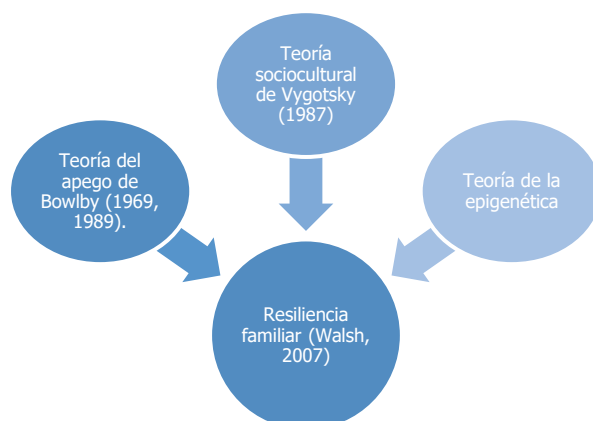 Teoría
sociocultural
de Vygotsky
(1987)
Teoría del
apego de
Bowlby (1969,
1989).
Teoría de la
epigenética
Resiliencia
familiar (Walsh,
2007)